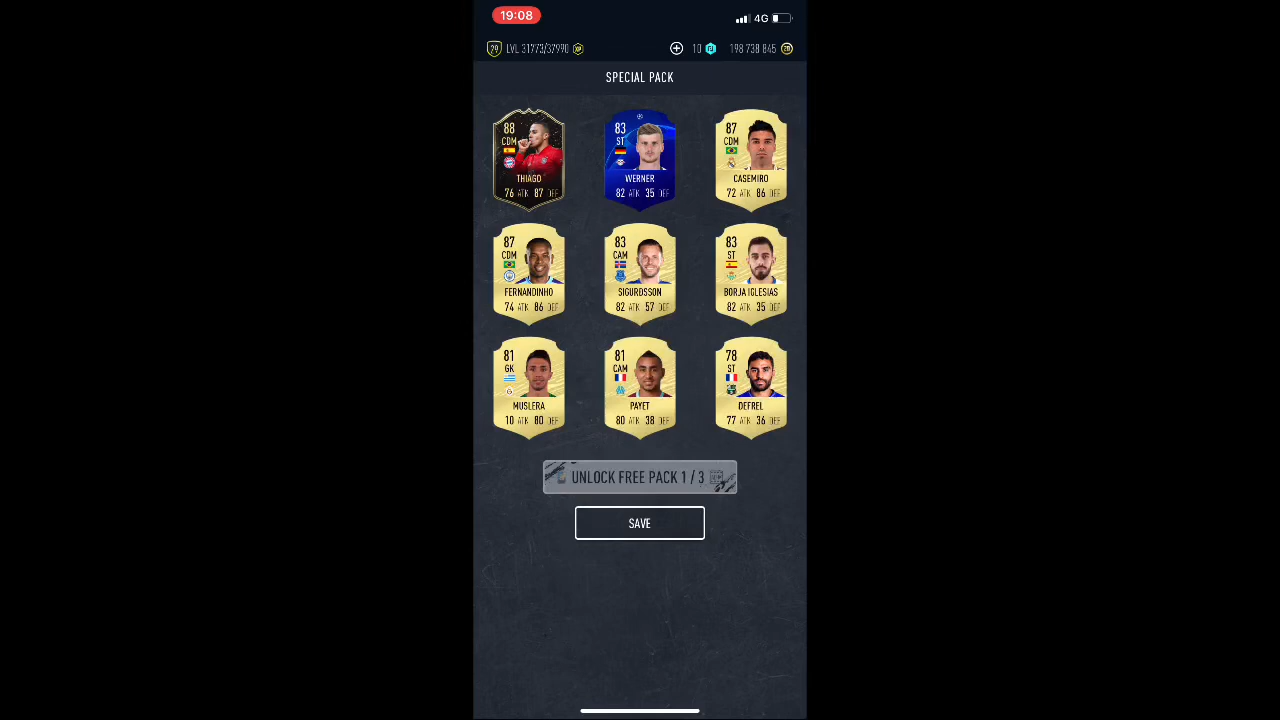 19:08
4G
29 LVL 31773/37990 XP
10
198 738 845
SPECIAL PACK
88
CDM
THIAGO
76 ATK 87 DEF
83
ST
WERNER
82 ATK 35 DEF
87
CDM
CASEMIRO
72 ATK 86 DEF
87
CDM
FERNANDINHO
74 ATK 86 DEF
83
CAM
SIGURÐSSON
82 ATK 57 DEF
83
ST
BORJA IGLESIAS
82 ATK 35 DEF
81
GK
MUSLERA
10 ATK 80 DEF
81
CAM
PAYET
80 ATK 38 DEF
78
ST
DEFREL
77 ATK 36 DEF
UNLOCK FREE PACK 1 / 3
SAVE